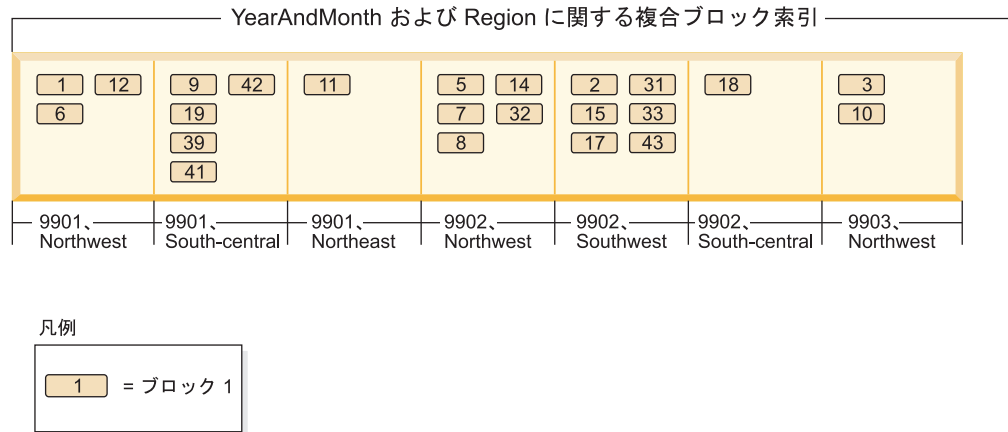 YearAndMonth および Region に関する複合ブロック索引
1 12 9 42 11 5 14 2 31 18 3
6 19 7 32 15 33 10
39 8 17 43
41
9901、 9901、 9901、 9902、 9902、 9902、 9903、
Northwest South-central Northeast Northwest Southwest South-central Northwest
凡例
1 = ブロック 1